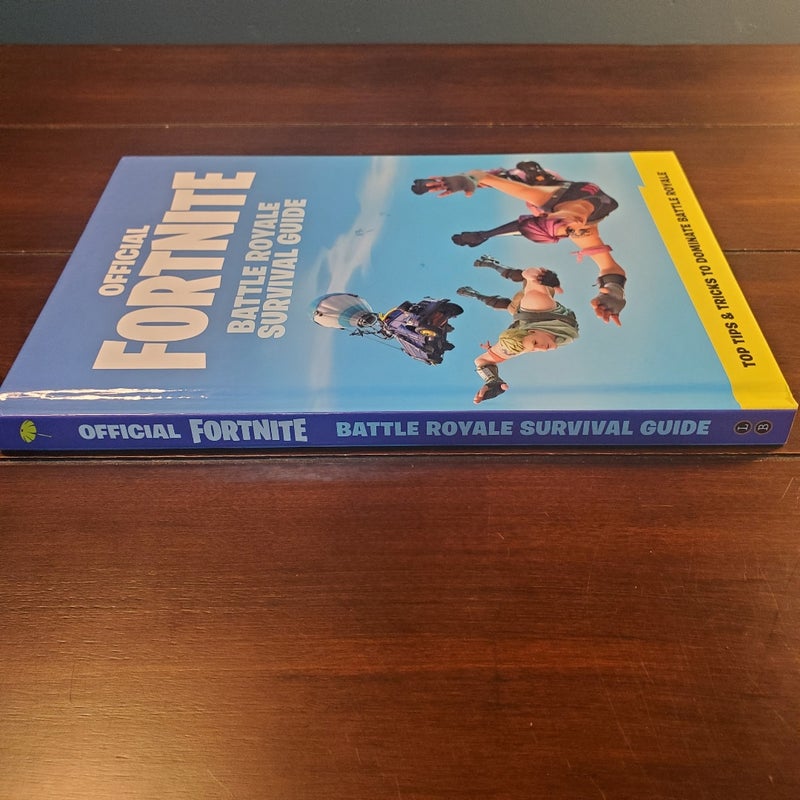 OFFICIAL
FORTNITE
BATTLE ROYALE
SURVIVAL GUIDE
TOP TIPS & TRICKS TO DOMINATE BATTLE ROYALE
OFFICIAL FORTNITE BATTLE ROYALE SURVIVAL GUIDE L B